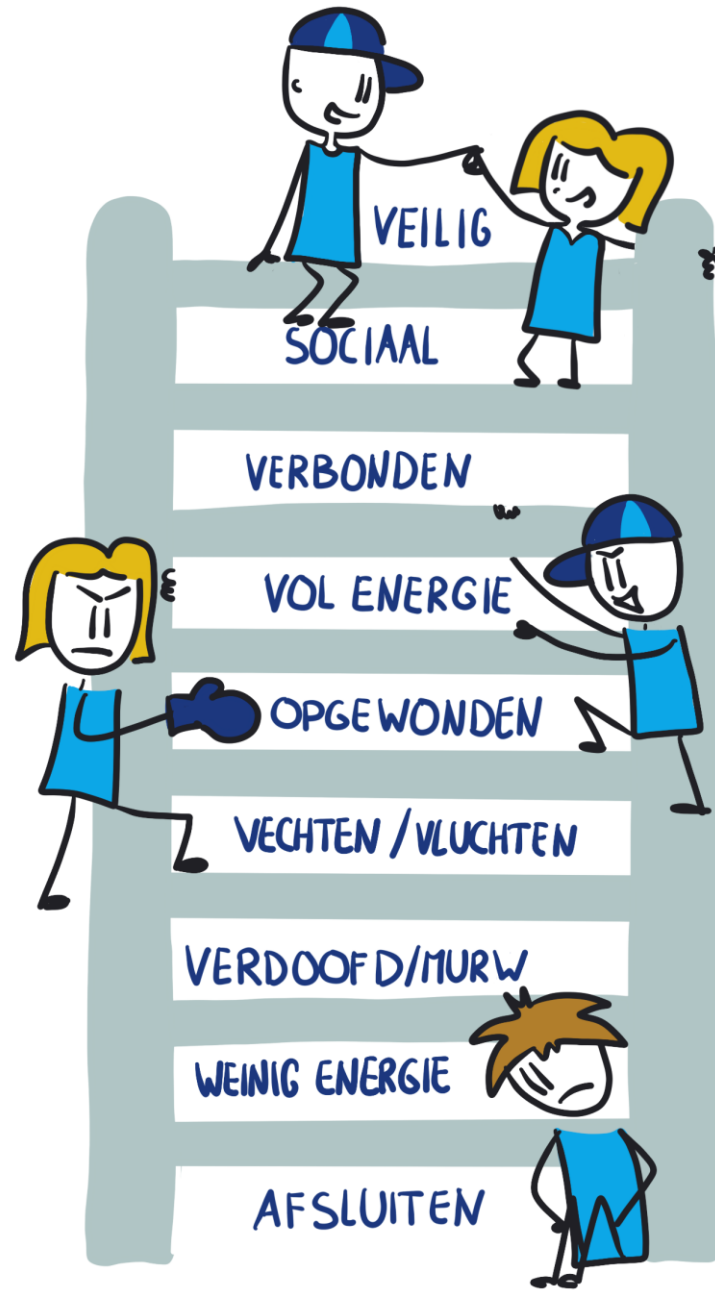 VEILIG
SOCIAAL
VERBONDEN
VOL ENERGIE
OPGEWONDEN
VECHTEN / VLUCHTEN
VERDOOFD/MURW
WEINIG ENERGIE
AFSLUITEN